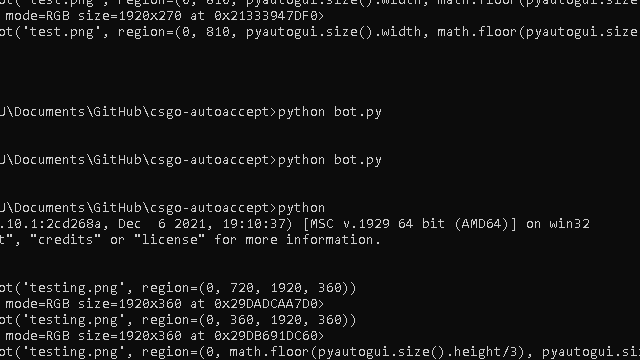 ot('test.png', region=(0, 810, pyautogui.size().width, math.floor(pyautogui.size
mode=RGB size=1920x270 at 0x21333947DF0>
ot('test.png', region=(0, 810, pyautogui.size().width, math.floor(pyautogui.size
U\Documents\GitHub\csgo-autoaccept>python bot.py
U\Documents\GitHub\csgo-autoaccept>python bot.py
U\Documents\GitHub\csgo-autoaccept>python
.10.1:2cd268a, Dec  6 2021, 19:10:37) [MSC v.1929 64 bit (AMD64)] on win32
t", "credits" or "license" for more information.
ot('testing.png', region=(0, 720, 1920, 360))
mode=RGB size=1920x360 at 0x29DADCAA7D0>
ot('testing.png', region=(0, 360, 1920, 360))
mode=RGB size=1920x360 at 0x29DB691DC60>
ot('testing.png', region=(0, math.floor(pyautogui.size().height/3), pyautogui.si